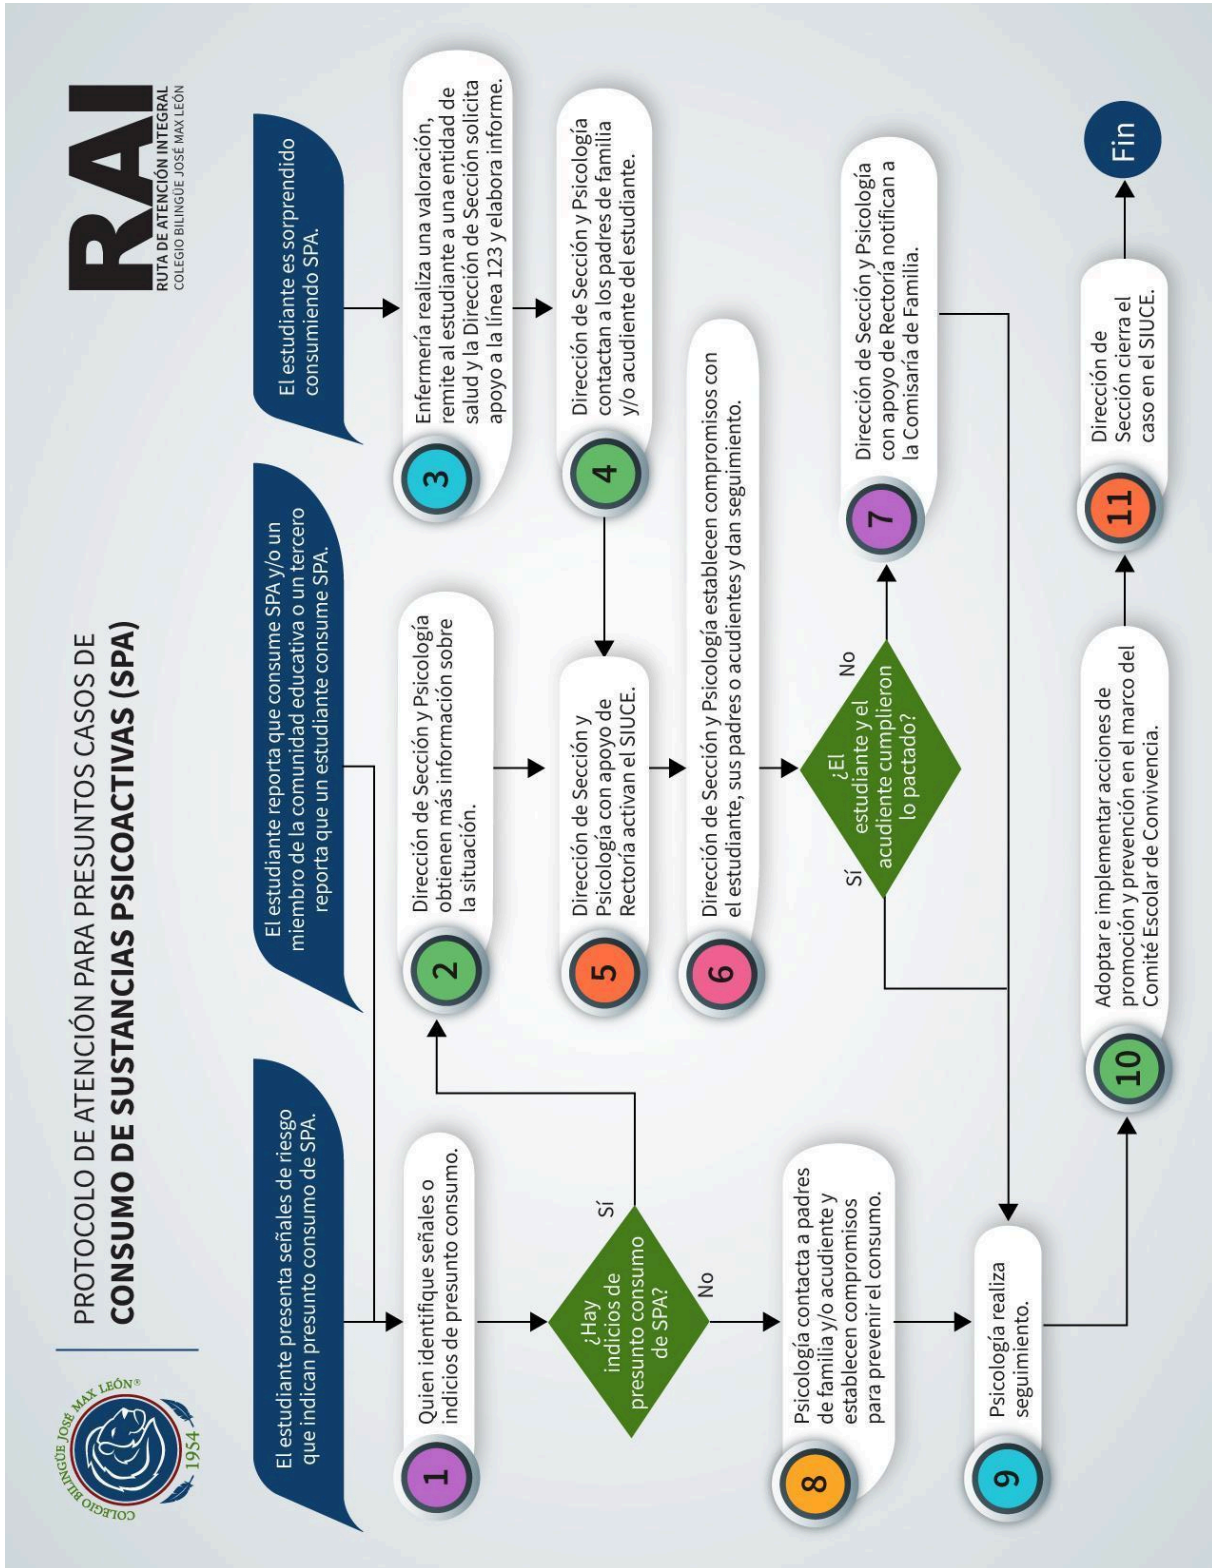 COLEGIO BILINGÜE JOSÉ MAX LEÓN®
1954
PROTOCOLO DE ATENCIÓN PARA PRESUNTOS CASOS DE
CONSUMO DE SUSTANCIAS PSICOACTIVAS (SPA)
RAI
RUTA DE ATENCIÓN INTEGRAL
COLEGIO BILINGÜE JOSÉ MAX LEÓN
El estudiante presenta señales de riesgo
que indican presunto consumo de SPA.
El estudiante reporta que consume SPA y/o un
miembro de la comunidad educativa o un tercero
reporta que un estudiante consume SPA.
El estudiante es sorprendido
consumiendo SPA.
1
Quien identifique señales o
indicios de presunto consumo.
¿Hay
indicios de
presunto consumo
de SPA?
Sí
No
2
Dirección de Sección y Psicología
obtienen más información sobre
la situación.
3
Enfermería realiza una valoración,
remite al estudiante a una entidad de
salud y la Dirección de Sección solicita
apoyo a la línea 123 y elabora informe.
4
Dirección de Sección y Psicología
contactan a los padres de familia
y/o acudiente del estudiante.
5
Dirección de Sección y
Psicología con apoyo de
Rectoría activan el SIUCE.
6
Dirección de Sección y Psicología establecen compromisos con
el estudiante, sus padres o acudientes y dan seguimiento.
¿El
estudiante y el
acudiente cumplieron
lo pactado?
Sí
No
7
Dirección de Sección y Psicología
con apoyo de Rectoría notifican a
la Comisaría de Familia.
8
Psicología contacta a padres
de familia y/o acudiente y
establecen compromisos
para prevenir el consumo.
9
Psicología realiza
seguimiento.
10
Adoptar e implementar acciones de
promoción y prevención en el marco del
Comité Escolar de Convivencia.
11
Dirección de
Sección cierra el
caso en el SIUCE.
Fin